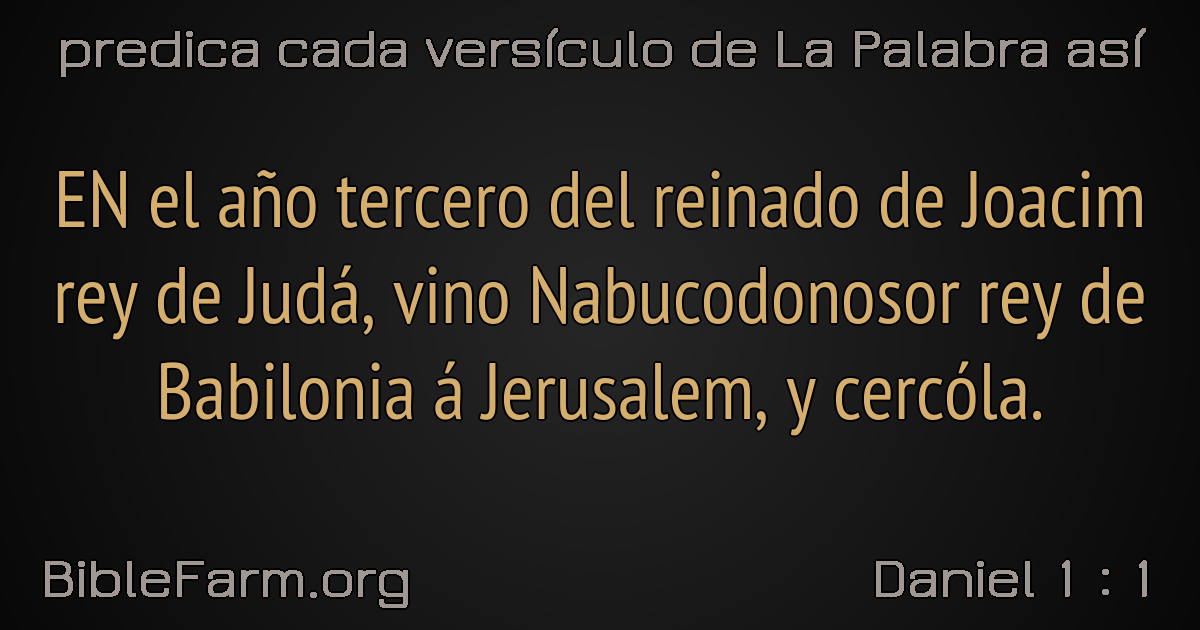 predica cada versículo de La Palabra así
EN el año tercero del reinado de Joacim
rey de Judá, vino Nabucodonosor rey de
Babilonia á Jerusalem, y cercóla.
BibleFarm.org
Daniel 1 : 1